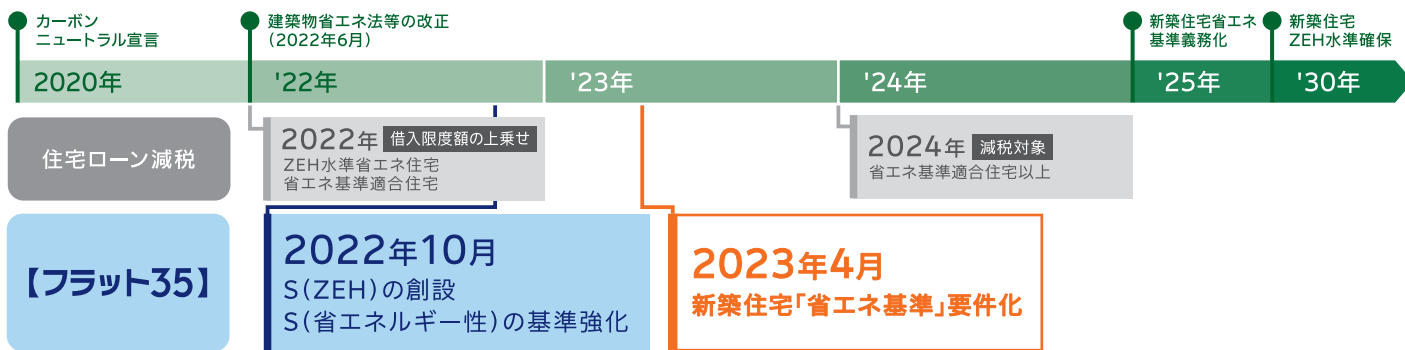 カーボン
ニュートラル宣言
建築物省エネ法等の改正
(2022年6月)
新築住宅省エネ
基準義務化
新築住宅
ZEH水準確保
2020年
'22年
'23年
'24年
'25年
'30年
住宅ローン減税
2022年 借入限度額の上乗せ
ZEH水準省エネ住宅
省エネ基準適合住宅
2024年 減税対象
省エネ基準適合住宅以上
【フラット35】
2022年10月
S(ZEH)の創設
S(省エネルギー性)の基準強化
2023年4月
新築住宅「省エネ基準」要件化